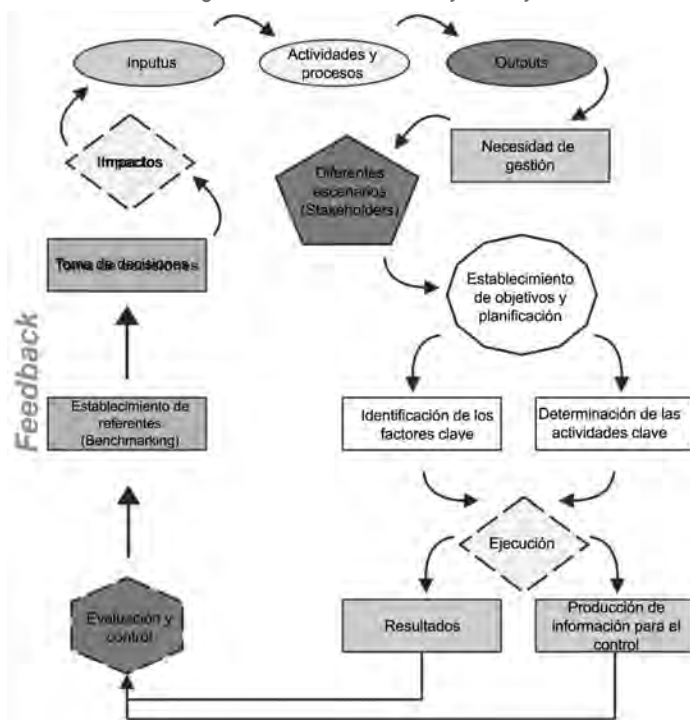 Inputus
Actividades y
procesos
Outputs
Necesidad de
gestión
Diferentes
escenarios
(Stakeholders)
Impactos
Toma de decisiones
Establecimiento
de objetivos y
planificación
Feedback
Establecimiento de
referentes
(Benchmarking)
Identificación de los
factores clave
Determinación de las
actividades clave
Ejecución
Evaluación y
control
Resultados
Producción de
información para el
control